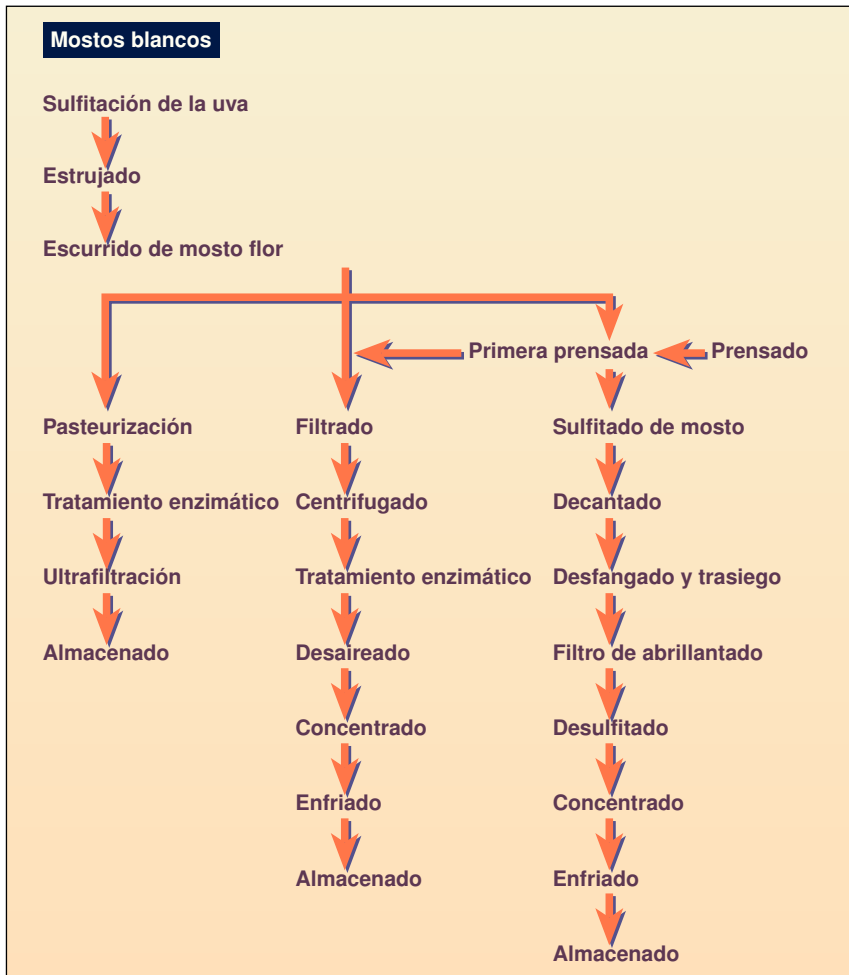 Mostos blancos
Sulfitación de la uva
Estrujado
Escurrido de mosto flor
Primera prensada
Prensado
Pasteurización
Filtrado
Sulfitado de mosto
Tratamiento enzimático
Centrifugado
Decantado
Ultrafiltración
Tratamiento enzimático
Desfangado y trasiego
Almacenado
Desaireado
Filtro de abrillantado
Concentrado
Desulfitado
Enfriado
Concentrado
Almacenado
Enfriado
Almacenado